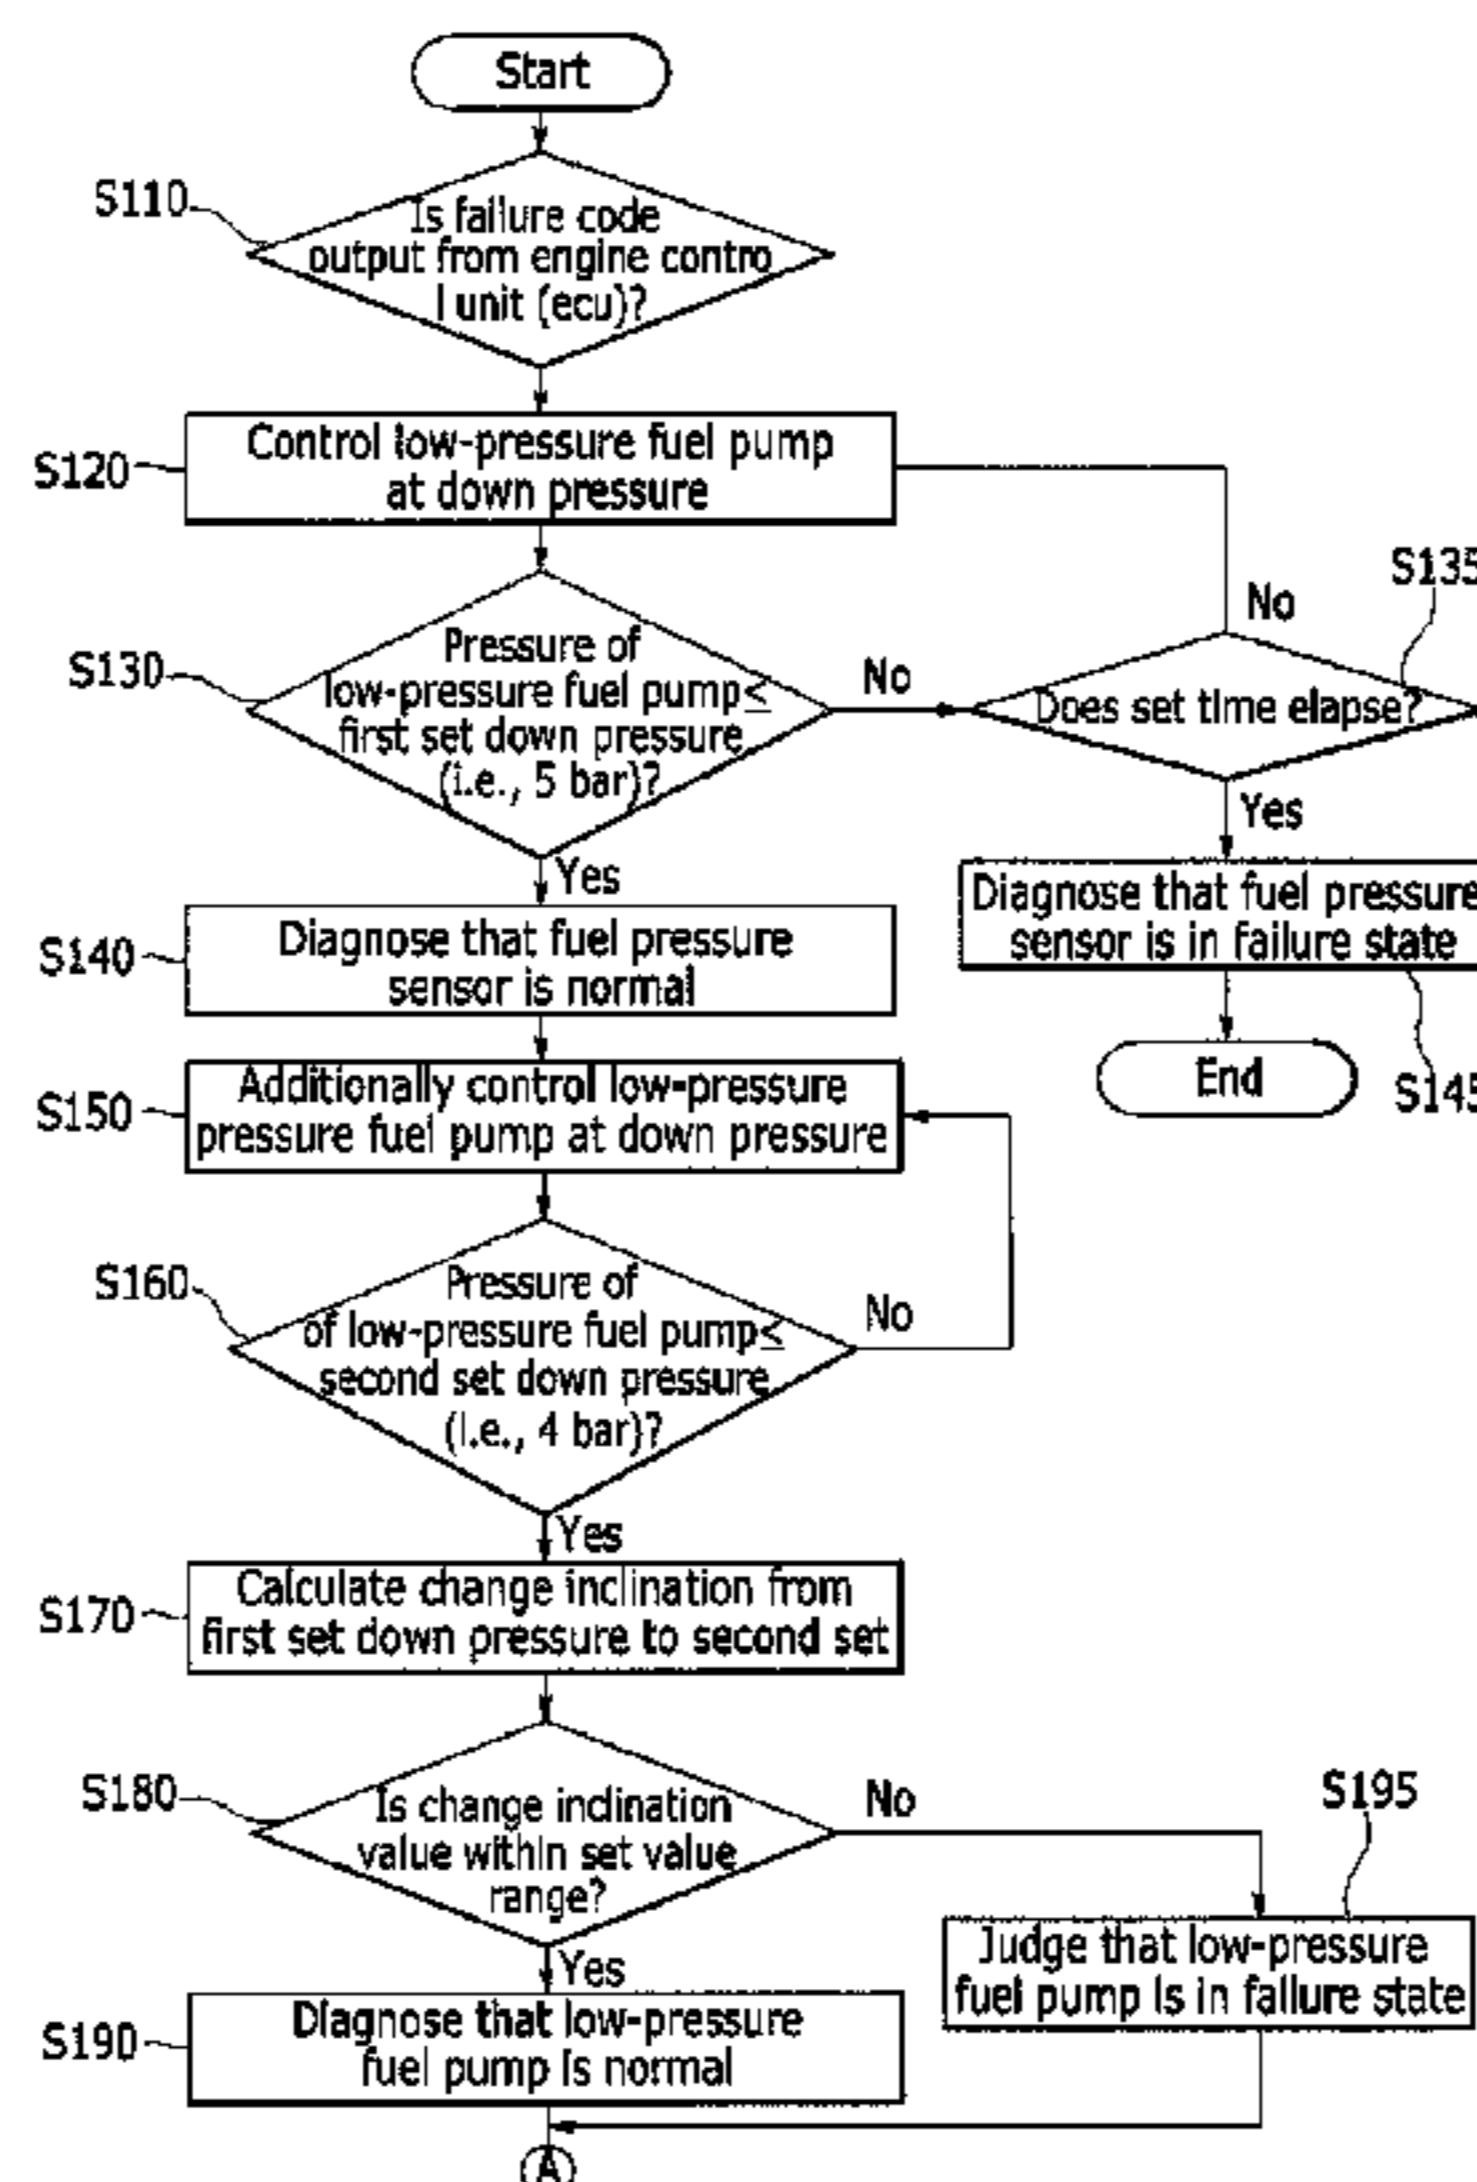 Start
S110
Is failure code
output from engine contro
l unit (ecu)?
S120
Control low-pressure fuel pump
at down pressure
S130
Pressure of
low-pressure fuel pump≤
first set down pressure
(i.e., 5 bar)?
No
S135
Does set time elapse?
No
Yes
Yes
S140
Diagnose that fuel pressure
sensor is normal
Diagnose that fuel pressure
sensor is in failure state
S145
End
S150
Additionally control low-pressure
pressure fuel pump at down pressure
S160
Pressure of
of low-pressure fuel pump≤
second set down pressure
(i.e., 4 bar)?
No
Yes
S170
Calculate change inclination from
first set down pressure to second set
S180
Is change inclination
value within set value
range?
No
S195
Judge that low-pressure
fuel pump is in failure state
Yes
S190
Diagnose that low-pressure
fuel pump is normal
A